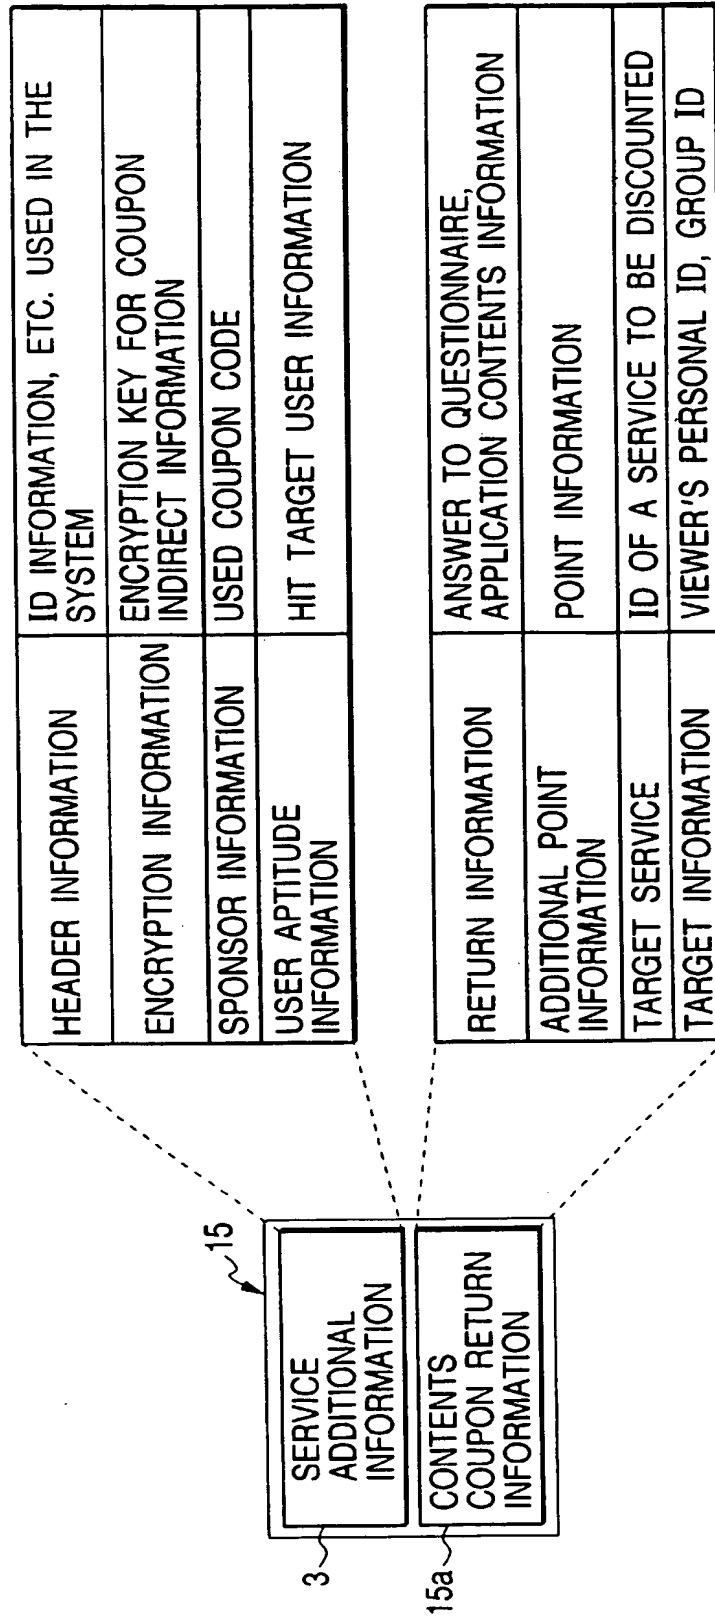 15
SERVICE
ADDITIONAL
INFORMATION
3
CONTENTS
COUPON RETURN
INFORMATION
15a
HEADER INFORMATION
ID INFORMATION, ETC. USED IN THE
SYSTEM
ENCRYPTION INFORMATION
ENCRYPTION KEY FOR COUPON
INDIRECT INFORMATION
SPONSOR INFORMATION
USED COUPON CODE
USER APTITUDE
INFORMATION
HIT TARGET USER INFORMATION
RETURN INFORMATION
ANSWER TO QUESTIONNAIRE,
APPLICATION CONTENTS INFORMATION
ADDITIONAL POINT
INFORMATION
POINT INFORMATION
TARGET SERVICE
ID OF A SERVICE TO BE DISCOUNTED
TARGET INFORMATION
VIEWER'S PERSONAL ID, GROUP ID